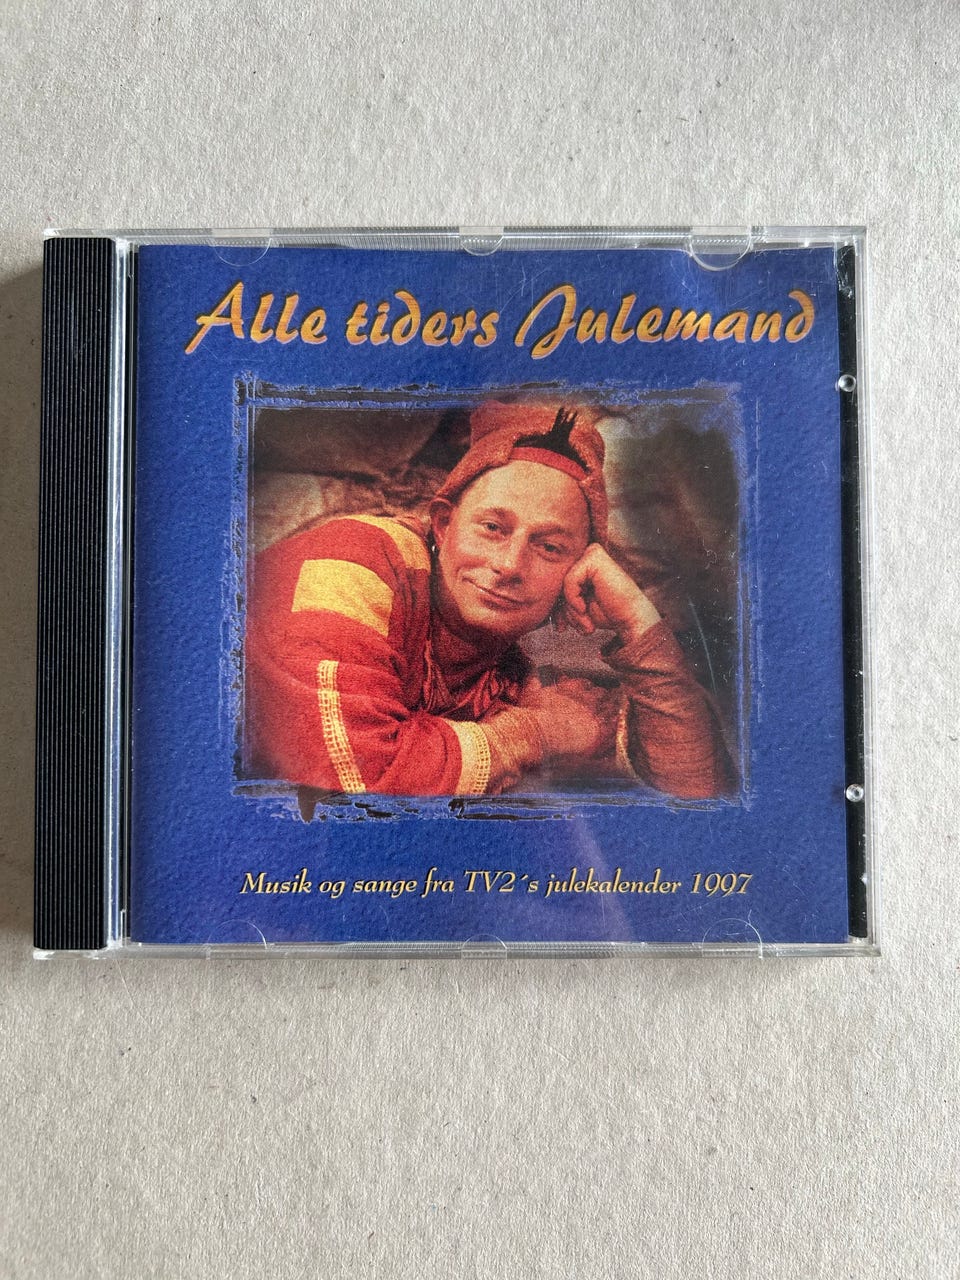 Alle tiders Julemand
Musik og sange fra TV2´s julekalender 1997